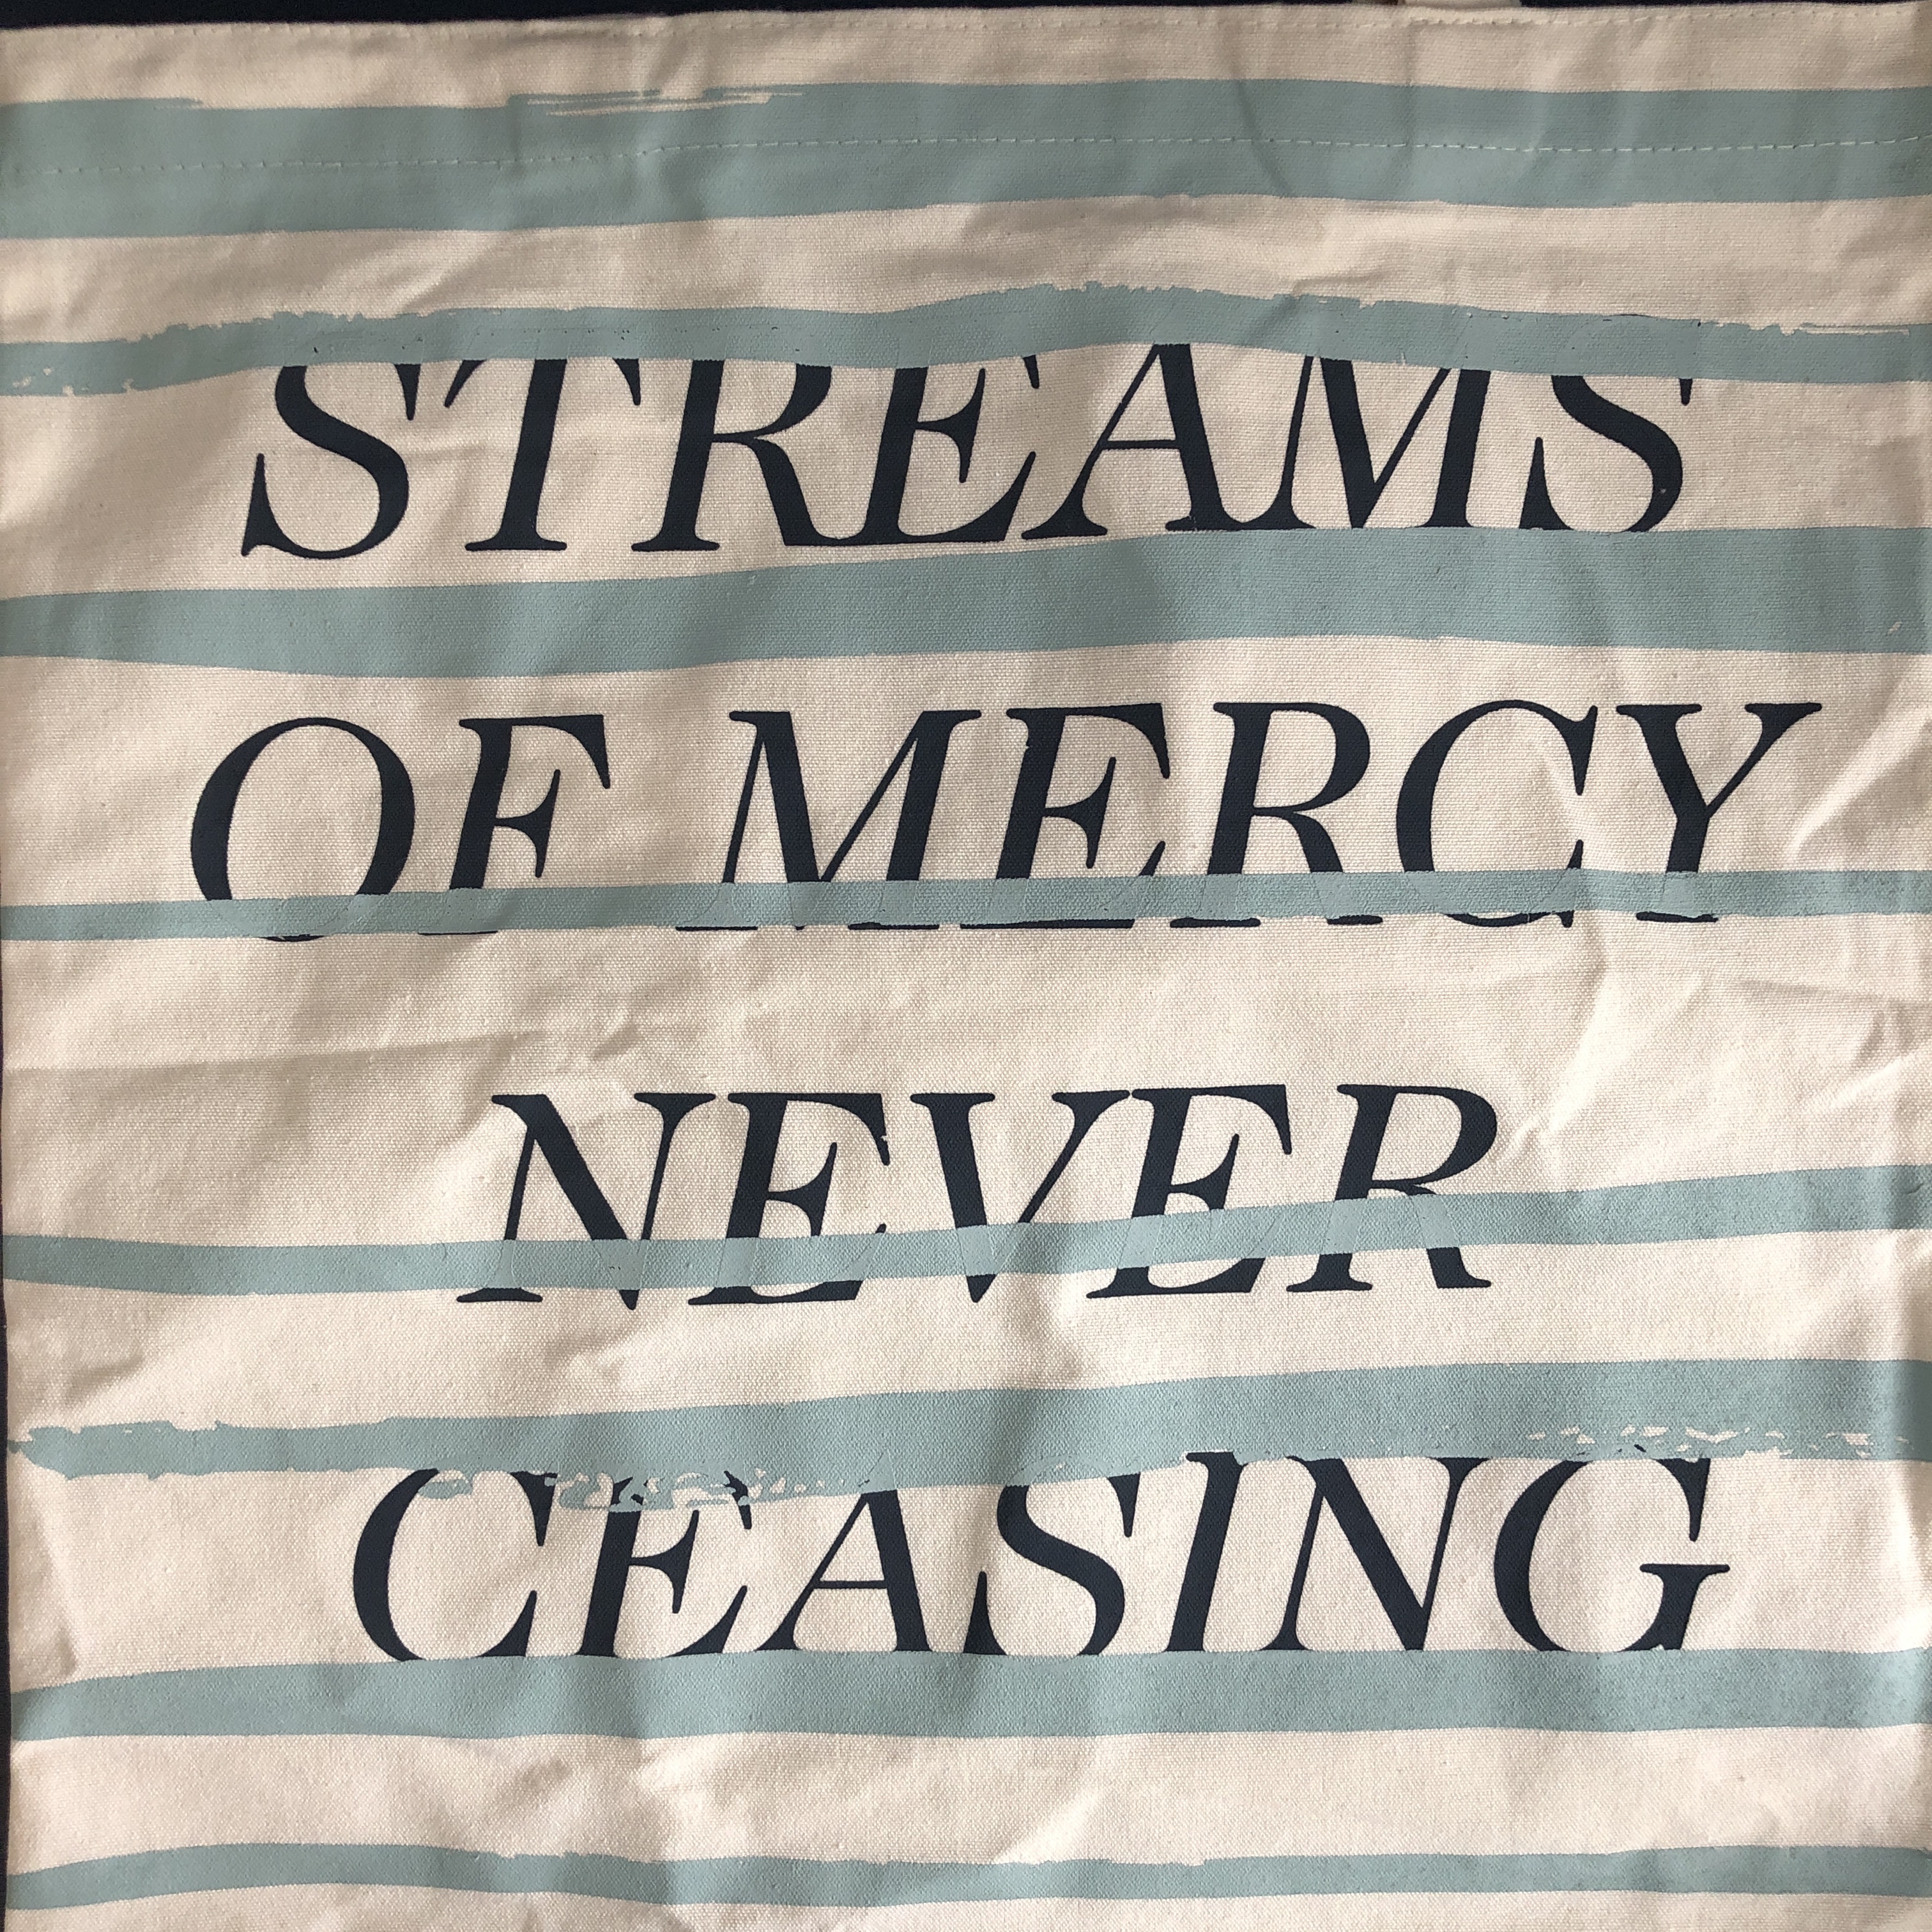 STREAMS
OF MERCY
NEVER
CEASING